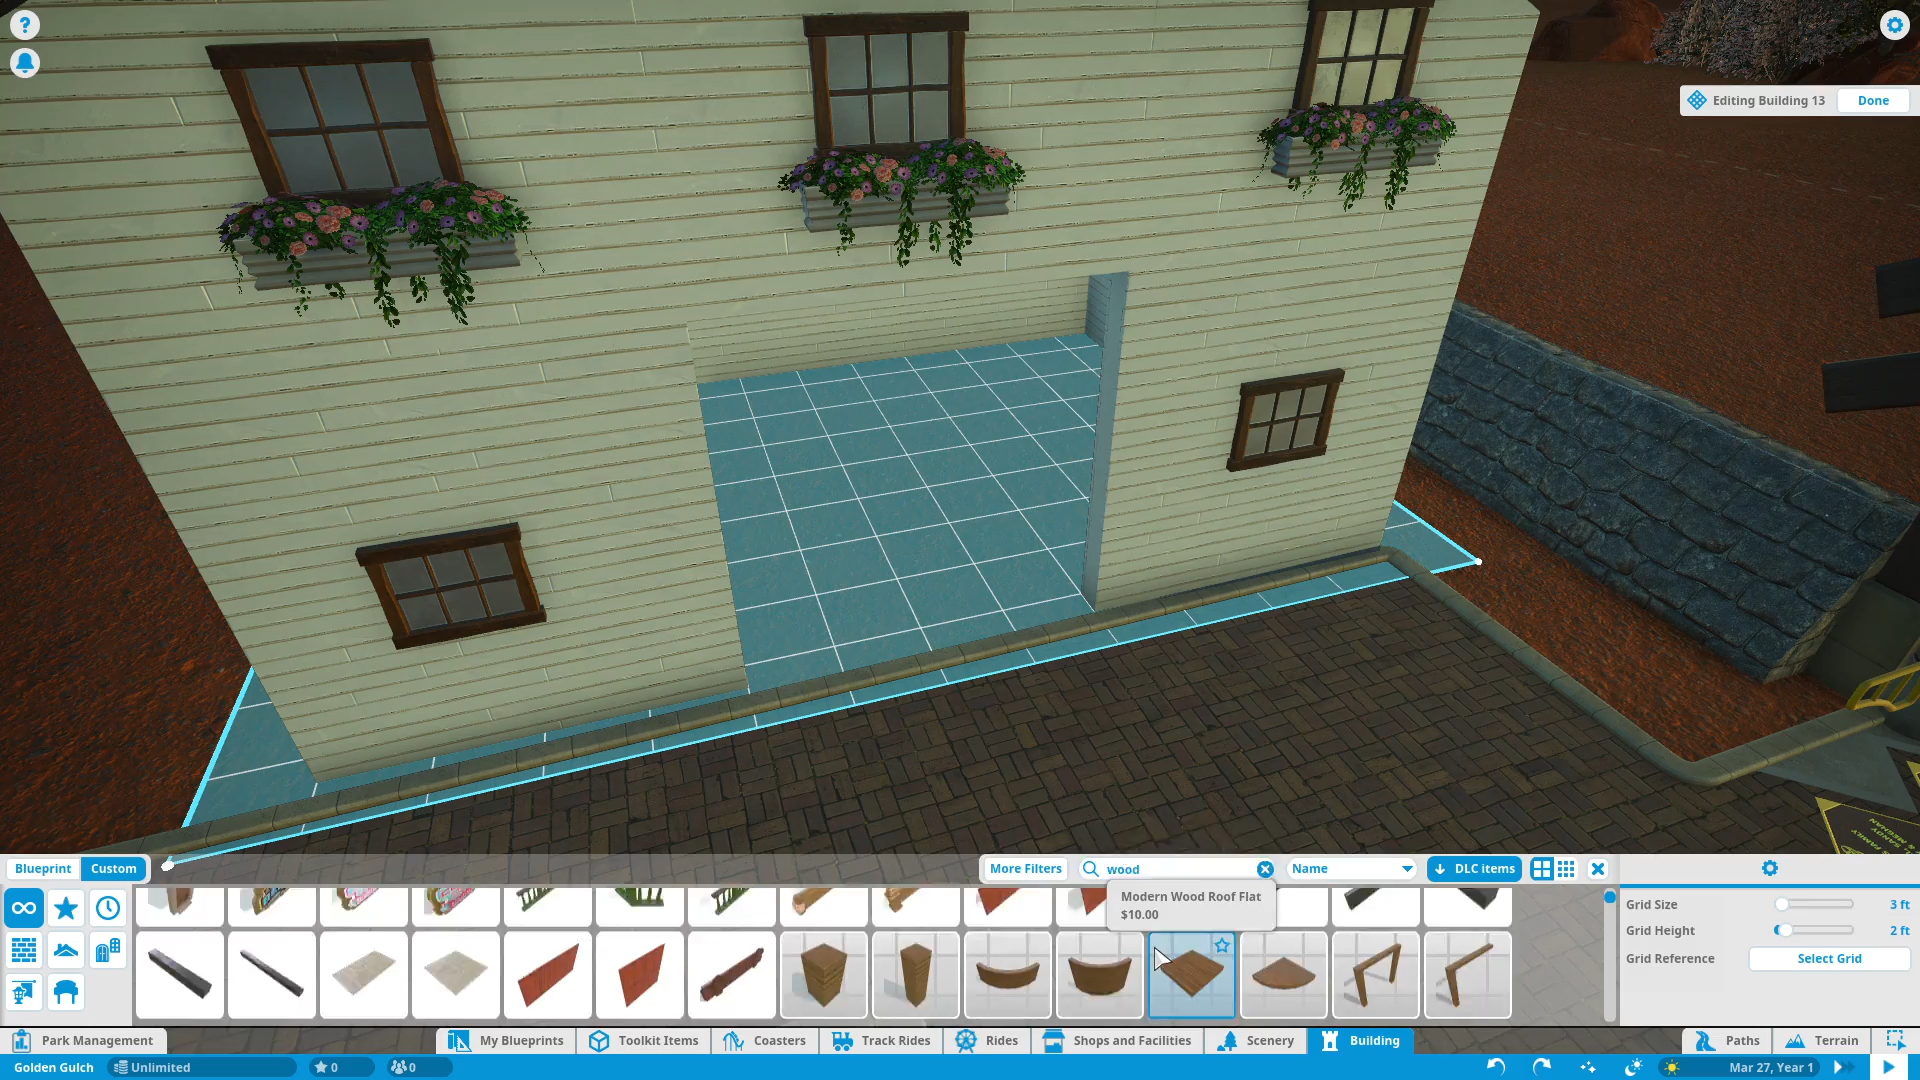 ?
Editing Building 13
Done
Blueprint
Custom
More Filters
wood
Name
DLC items
Modern Wood Roof Flat
$10.00
Grid Size
3 ft
Grid Height
2 ft
Grid Reference
Select Grid
Park Management
My Blueprints
Toolkit Items
Coasters
Track Rides
Rides
Shops and Facilities
Scenery
Building
Paths
Terrain
Golden Gulch
Unlimited
0
0
Mar 27, Year 1